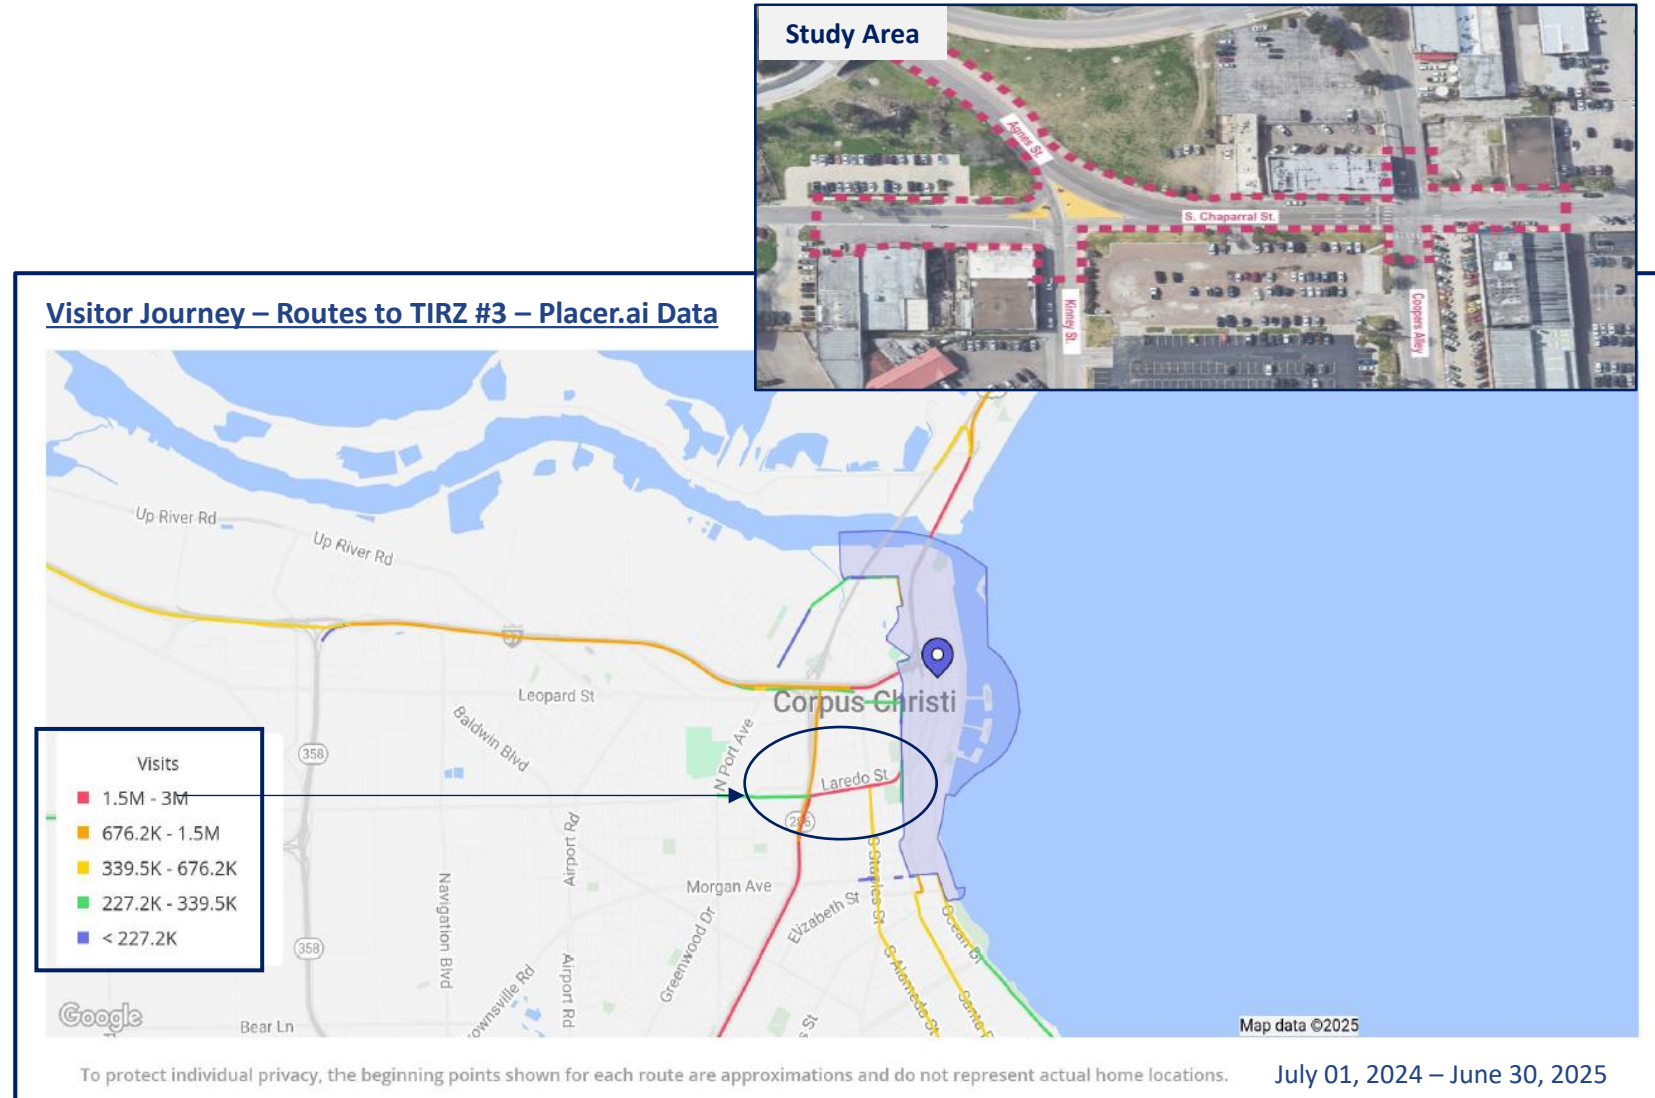 Study Area
Agnes St.
S. Chaparral St.
Kinney St.
Coopers Alley
Visitor Journey – Routes to TIRZ #3 – Placer.ai Data
Up River Rd
Up River Rd
37
Leopard St
Corpus Christi
Baldwin Blvd
N Port Ave
358
Laredo St
286
Visits
1.5M - 3M
676.2K - 1.5M
339.5K - 676.2K
227.2K - 339.5K
< 227.2K
Airport Rd
Navigation Blvd
Morgan Ave
Elizabeth St
S Staples St
Ocean Dr
Greenwood Dr
358
S Alameda St
Airport Rd
Google
Bear Ln
Map data ©2025
To protect individual privacy, the beginning points shown for each route are approximations and do not represent actual home locations.
July 01, 2024 – June 30, 2025